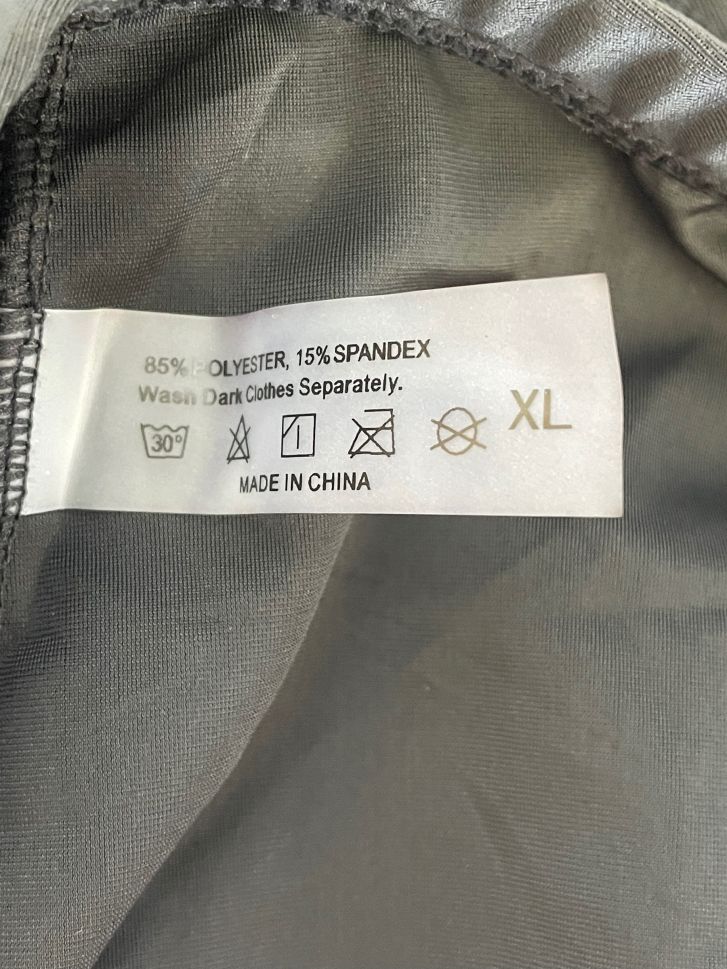 85% POLYESTER, 15% SPANDEX
Wash Dark Clothes Separately.
30°
XL
MADE IN CHINA